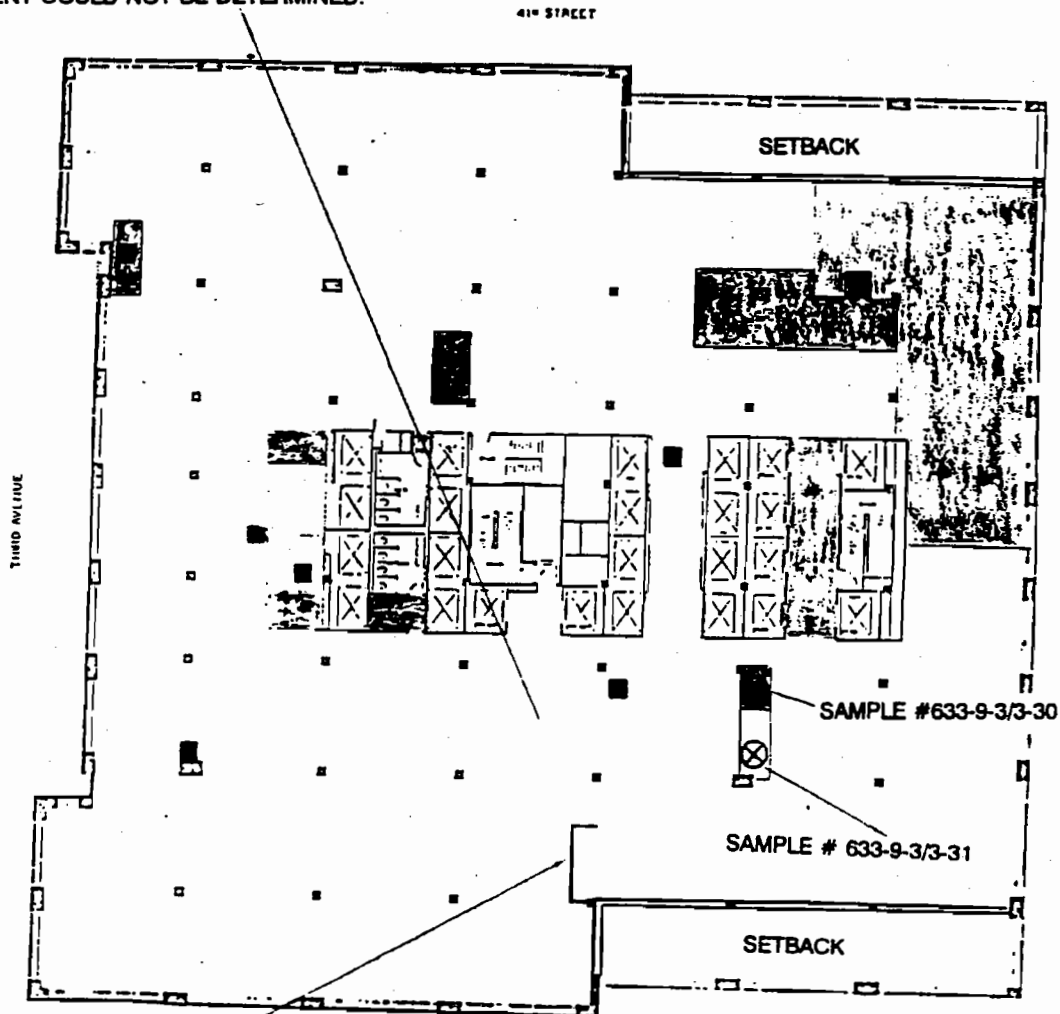 ENT COULD NOT BE DETERMINED.
41ST STREET
SETBACK
THIRD AVENUE
SAMPLE #633-9-3/3-30
SAMPLE # 633-9-3/3-31
SETBACK